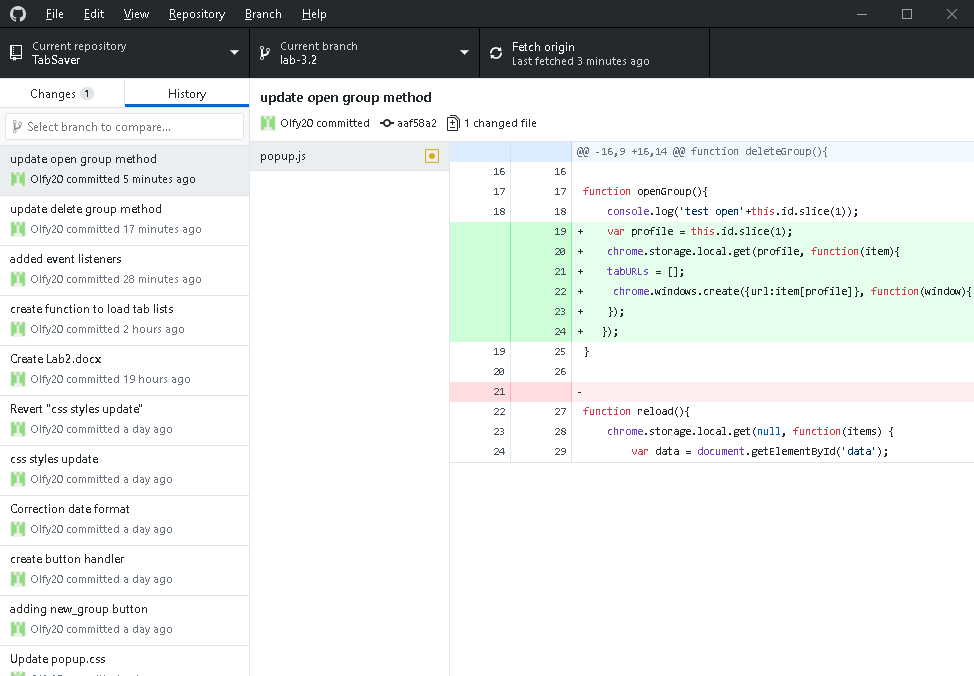 File Edit View Repository Branch Help
Current repository
TabSaver
Current branch
lab-3.2
Fetch origin
Last fetched 3 minutes ago
Changes 1
History
Select branch to compare...
update open group method
Olfy20 committed 5 minutes ago
update delete group method
Olfy20 committed 17 minutes ago
added event listeners
Olfy20 committed 28 minutes ago
create function to load tab lists
Olfy20 committed 2 hours ago
Create Lab2.docx
Olfy20 committed 19 hours ago
Revert "css styles update"
Olfy20 committed a day ago
css styles update
Olfy20 committed a day ago
Correction date format
Olfy20 committed a day ago
create button handler
Olfy20 committed a day ago
adding new_group button
Olfy20 committed a day ago
Update popup.css
update open group method
Olfy20 committed aaf58a2 1 changed file
popup.js
@@ -16,9 +16,14 @@ function deleteGroup(){
16 16
17 17 function openGroup(){
18 18 console.log('test open'+this.id.slice(1));
19 + var profile = this.id.slice(1);
20 + chrome.storage.local.get(profile, function(item){
21 + tabURLs = [];
22 + chrome.windows.create({url:item[profile]}, function(window){
23 + });
24 + });
19 25 }
20 26
21 -
22 27 function reload(){
23 28 chrome.storage.local.get(null, function(items) {
24 29 var data = document.getElementById('data');